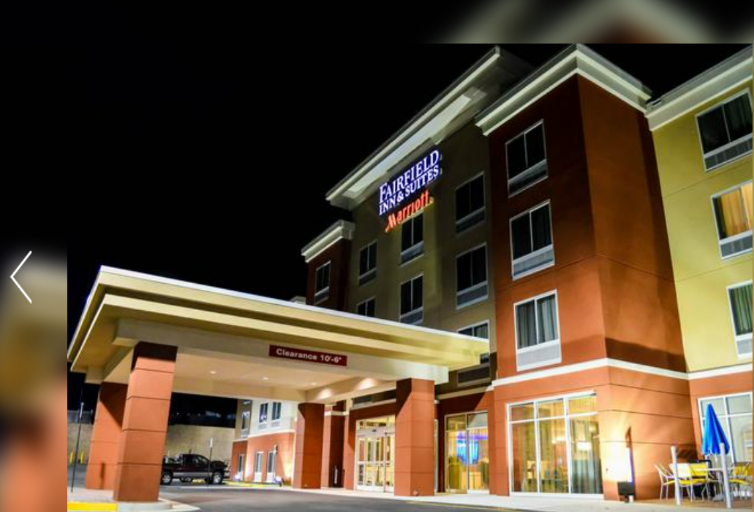 FAIRFIELD
INN & SUITES
Marriott
Clearance 10'-6"